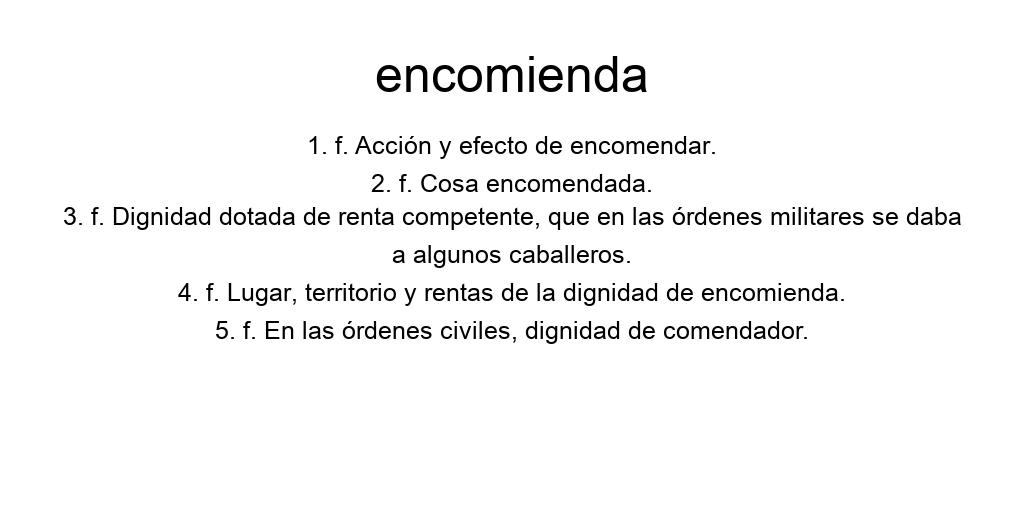 encomienda
1. f. Acción y efecto de encomendar.
2. f. Cosa encomendada.
3. f. Dignidad dotada de renta competente, que en las órdenes militares se daba
a algunos caballeros.
4. f. Lugar, territorio y rentas de la dignidad de encomienda.
5. f. En las órdenes civiles, dignidad de comendador.